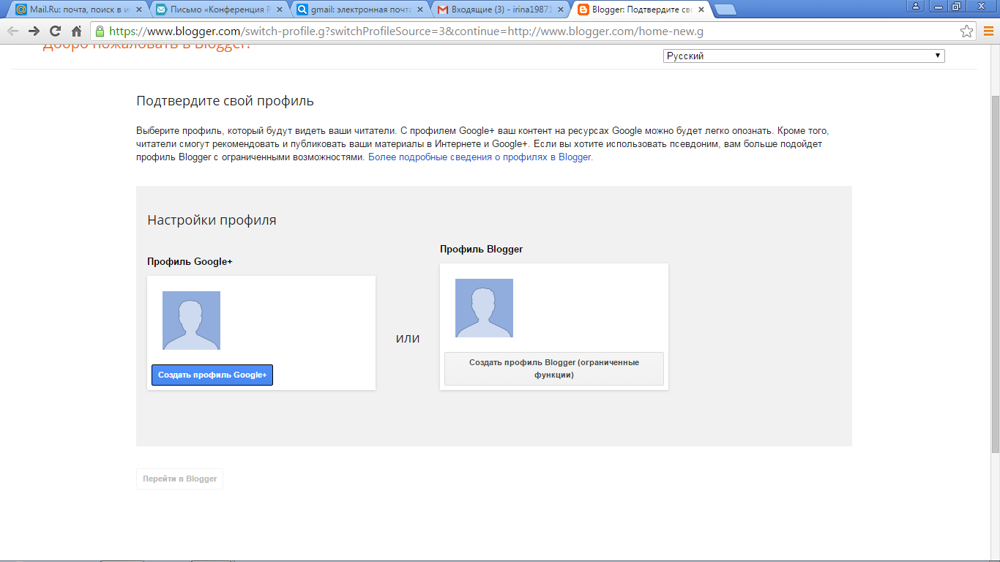 Mail.Ru: почта, поиск в и
Письмо «Конференция Р
gmail: электронная почта
Входящие (3) - irina19871
Blogger: Подтвердите сво
https://www.blogger.com/switch-profile.g?switchProfileSource=3&continue=http://www.blogger.com/home-new.g
Добро пожаловать в Blogger!
Русский
Подтвердите свой профиль
Выберите профиль, который будут видеть ваши читатели. С профилем Google+ ваш контент на ресурсах Google можно будет легко опознать. Кроме того,
читатели смогут рекомендовать и публиковать ваши материалы в Интернете и Google+. Если вы хотите использовать псевдоним, вам больше подойдет
профиль Blogger с ограниченными возможностями. Более подробные сведения о профилях в Blogger.
Настройки профиля
Профиль Google+
Создать профиль Google+
ИЛИ
Профиль Blogger
Создать профиль Blogger (ограниченные
функции)
Перейти в Blogger